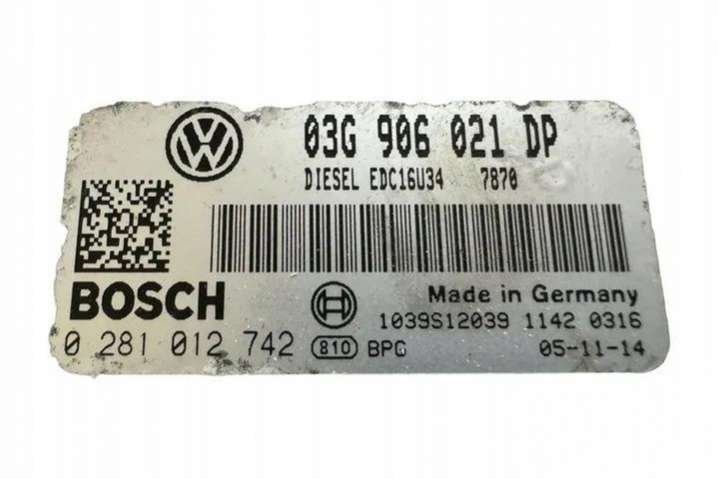 03G 906 021 DP
DIESEL EDC16U34 7870
BOSCH
Made in Germany
1039S12039 1142 0316
0 281 012 742
810 BPG
05-11-14